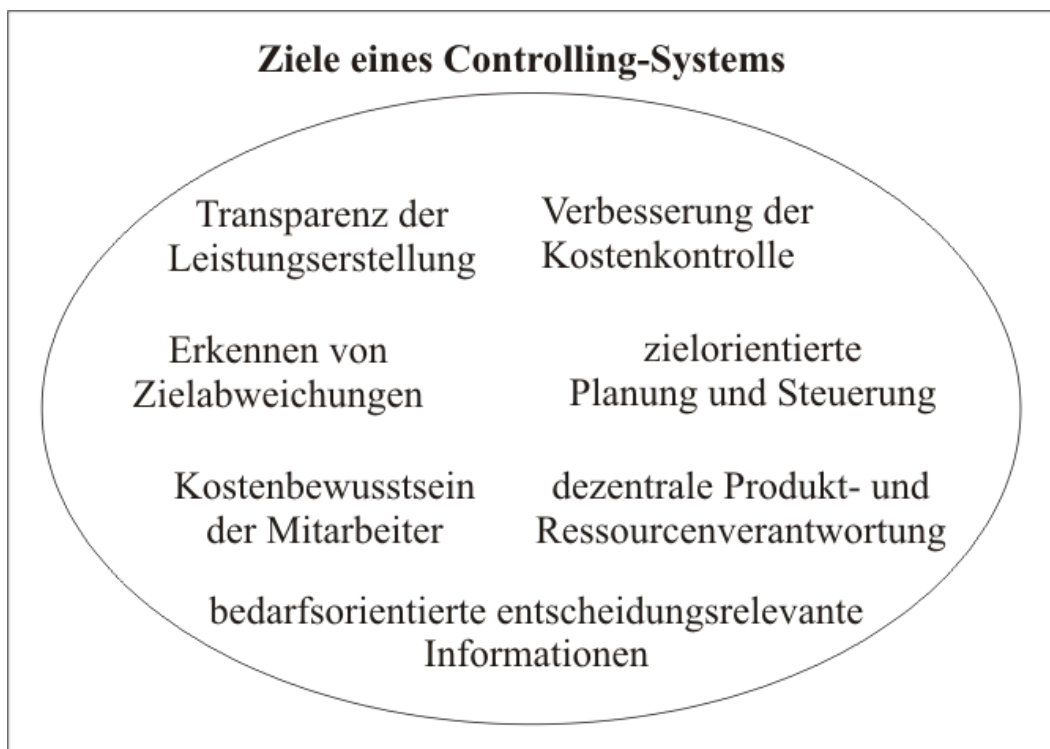 Ziele eines Controlling-Systems
Transparenz der
Leistungserstellung
Verbesserung der
Kostenkontrolle
Erkennen von
Zielabweichungen
zielorientierte
Planung und Steuerung
Kostenbewusstsein
der Mitarbeiter
dezentrale Produkt- und
Ressourcenverantwortung
bedarfsorientierte entscheidungsrelevante
Informationen